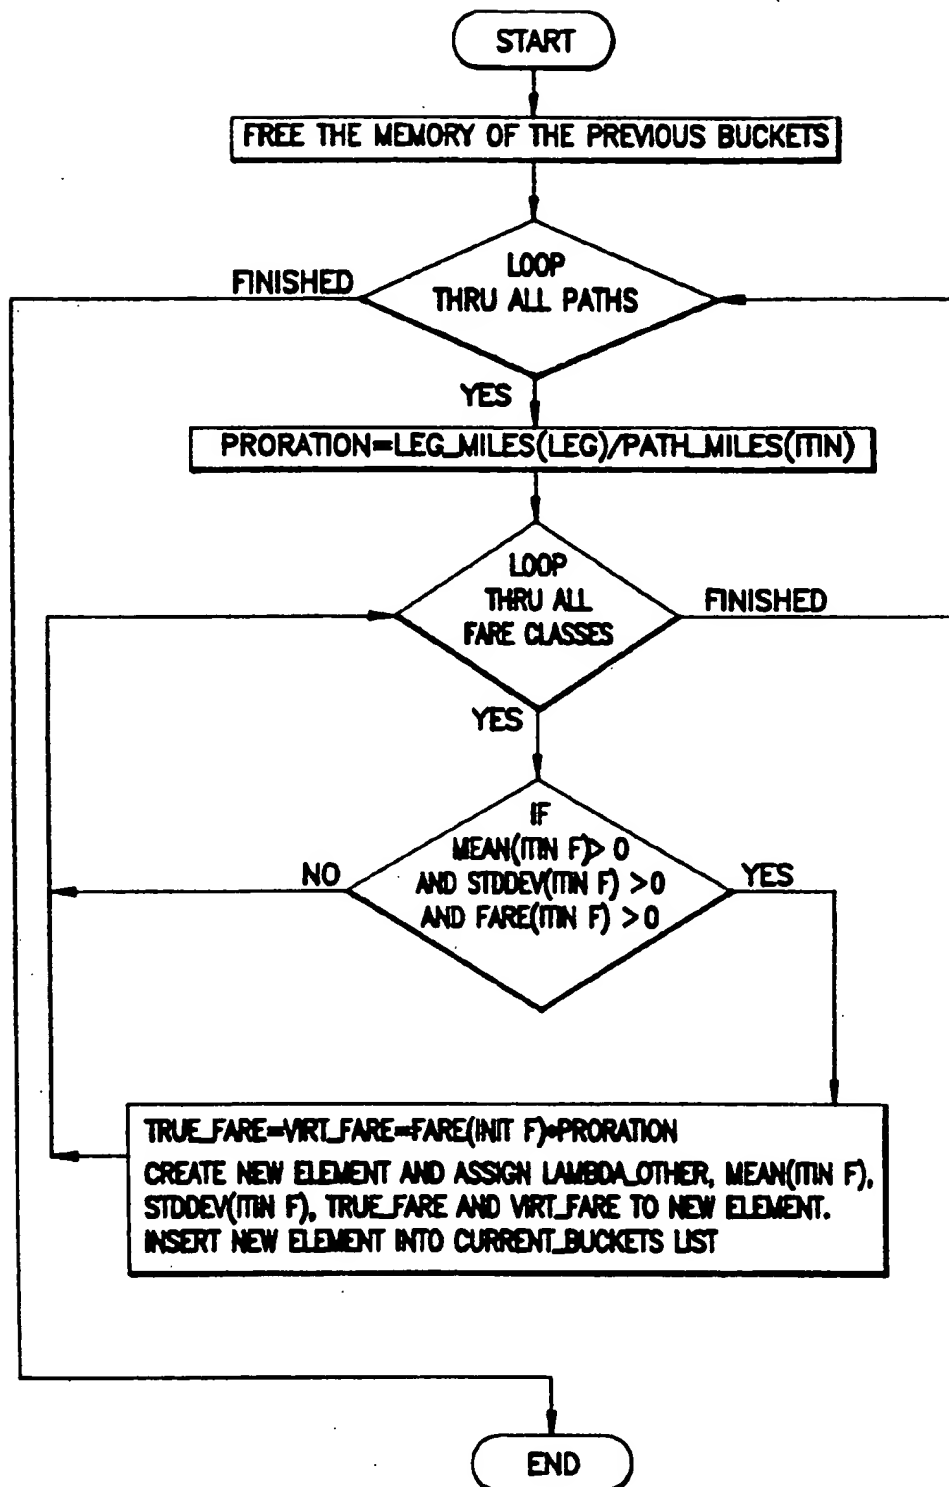 START
FREE THE MEMORY OF THE PREVIOUS BUCKETS
LOOP
THRU ALL PATHS
FINISHED
YES
PRORATION=LEG_MILES(LEG)/PATH_MILES(ITIN)
LOOP
THRU ALL
FARE CLASSES
FINISHED
YES
IF
MEAN(ITIN F)> 0
AND STDDEV(ITIN F) >0
AND FARE(ITIN F) >0
NO
YES
TRUE_FARE=VIRT_FARE=FARE(INIT F)*PRORATION
CREATE NEW ELEMENT AND ASSIGN LAMBDA_OTHER, MEAN(ITIN F),
STDDEV(ITIN F), TRUE_FARE AND VIRT_FARE TO NEW ELEMENT.
INSERT NEW ELEMENT INTO CURRENT_BUCKETS LIST
END